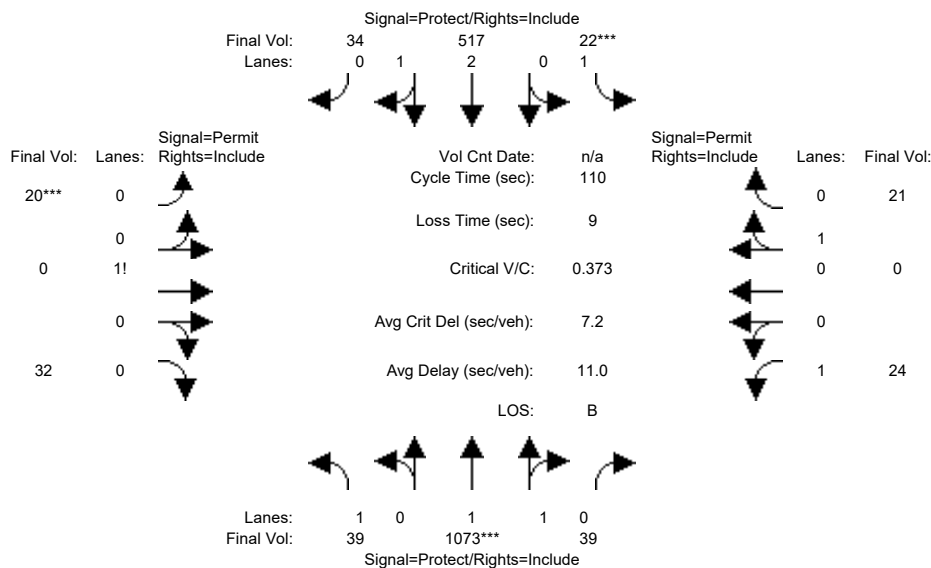 Signal=Protect/Rights=Include
Final Vol: 34 517 22***
Lanes: 0 1 2 0 1
Signal=Permit
Final Vol: Lanes: Rights=Include
20*** 0
0
0 1!
0
32 0
Vol Cnt Date: n/a
Cycle Time (sec): 110
Loss Time (sec): 9
Critical V/C: 0.373
Avg Crit Del (sec/veh): 7.2
Avg Delay (sec/veh): 11.0
LOS: B
Signal=Permit
Rights=Include Lanes: Final Vol:
0 21
1
0 0
0
1 24
Lanes: 1 0 1 1 0
Final Vol: 39 1073*** 39
Signal=Protect/Rights=Include